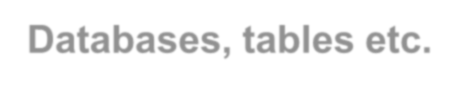 Databases, tables etc.